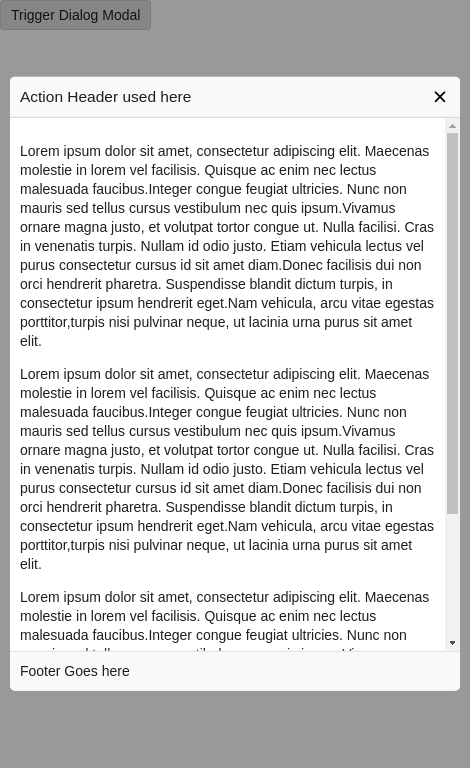 Trigger Dialog Modal
Action Header used here
Lorem ipsum dolor sit amet, consectetur adipiscing elit. Maecenas
molestie in lorem vel facilisis. Quisque ac enim nec lectus
malesuada faucibus.Integer congue feugiat ultricies. Nunc non
mauris sed tellus cursus vestibulum nec quis ipsum.Vivamus
ornare magna justo, et volutpat tortor congue ut. Nulla facilisi. Cras
in venenatis turpis. Nullam id odio justo. Etiam vehicula lectus vel
purus consectetur cursus id sit amet diam.Donec facilisis dui non
orci hendrerit pharetra. Suspendisse blandit dictum turpis, in
consectetur ipsum hendrerit eget.Nam vehicula, arcu vitae egestas
porttitor,turpis nisi pulvinar neque, ut lacinia urna purus sit amet
elit.
Lorem ipsum dolor sit amet, consectetur adipiscing elit. Maecenas
molestie in lorem vel facilisis. Quisque ac enim nec lectus
malesuada faucibus.Integer congue feugiat ultricies. Nunc non
mauris sed tellus cursus vestibulum nec quis ipsum.Vivamus
ornare magna justo, et volutpat tortor congue ut. Nulla facilisi. Cras
in venenatis turpis. Nullam id odio justo. Etiam vehicula lectus vel
purus consectetur cursus id sit amet diam.Donec facilisis dui non
orci hendrerit pharetra. Suspendisse blandit dictum turpis, in
consectetur ipsum hendrerit eget.Nam vehicula, arcu vitae egestas
porttitor,turpis nisi pulvinar neque, ut lacinia urna purus sit amet
elit.
Lorem ipsum dolor sit amet, consectetur adipiscing elit. Maecenas
molestie in lorem vel facilisis. Quisque ac enim nec lectus
malesuada faucibus.Integer congue feugiat ultricies. Nunc non
Footer Goes here